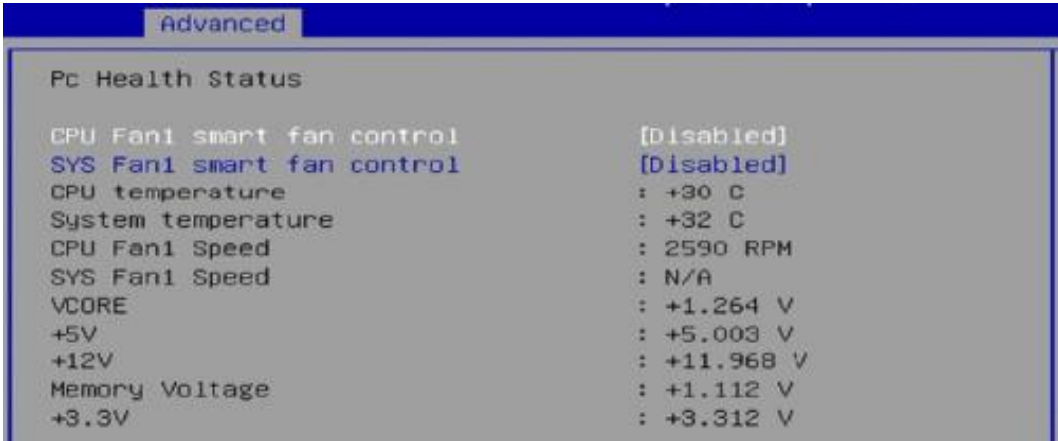 Advanced
Pc Health Status
CPU Fan1 smart fan control [Disabled]
SYS Fan1 smart fan control [Disabled]
CPU temperature : +30 C
System temperature : +32 C
CPU Fan1 Speed : 2590 RPM
SYS Fan1 Speed : N/A
VCORE : +1.264 V
+5V : +5.003 V
+12V : +11.968 V
Memory Voltage : +1.112 V
+3.3V : +3.312 V